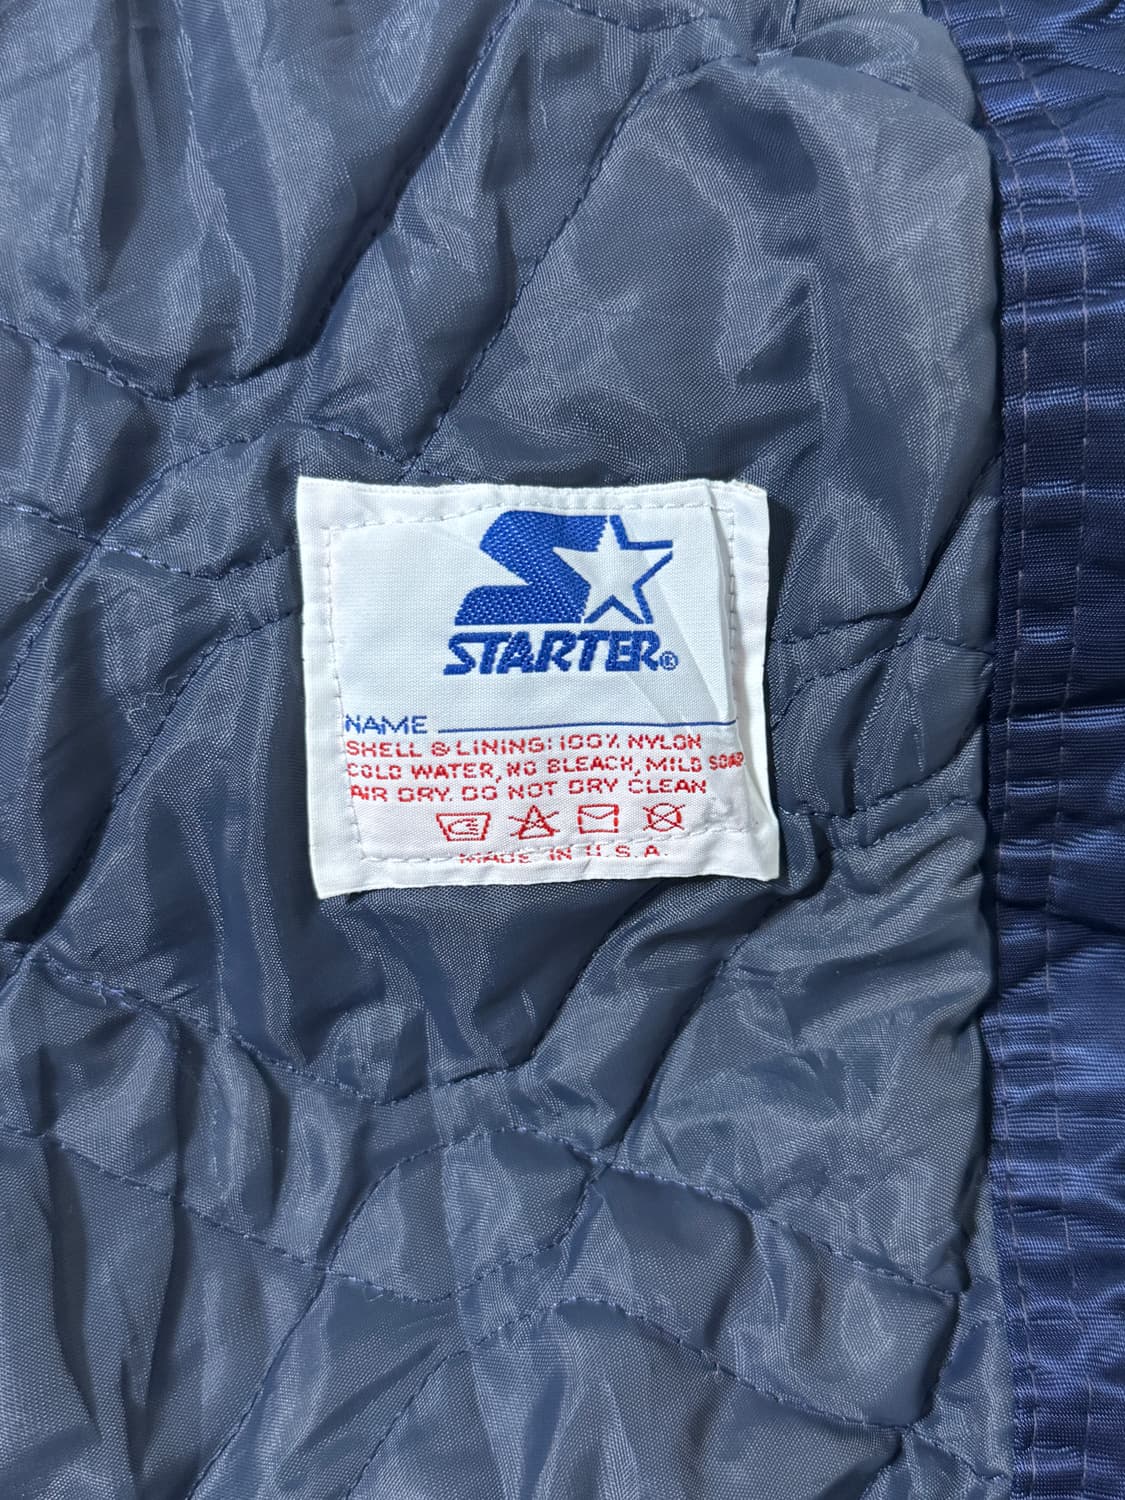 STARTER®
NAME
SHELL & LINING: 100% NYLON
COLD WATER, NO BLEACH, MILD SOAP
AIR DRY. DO NOT DRY CLEAN
MADE IN U.S.A.